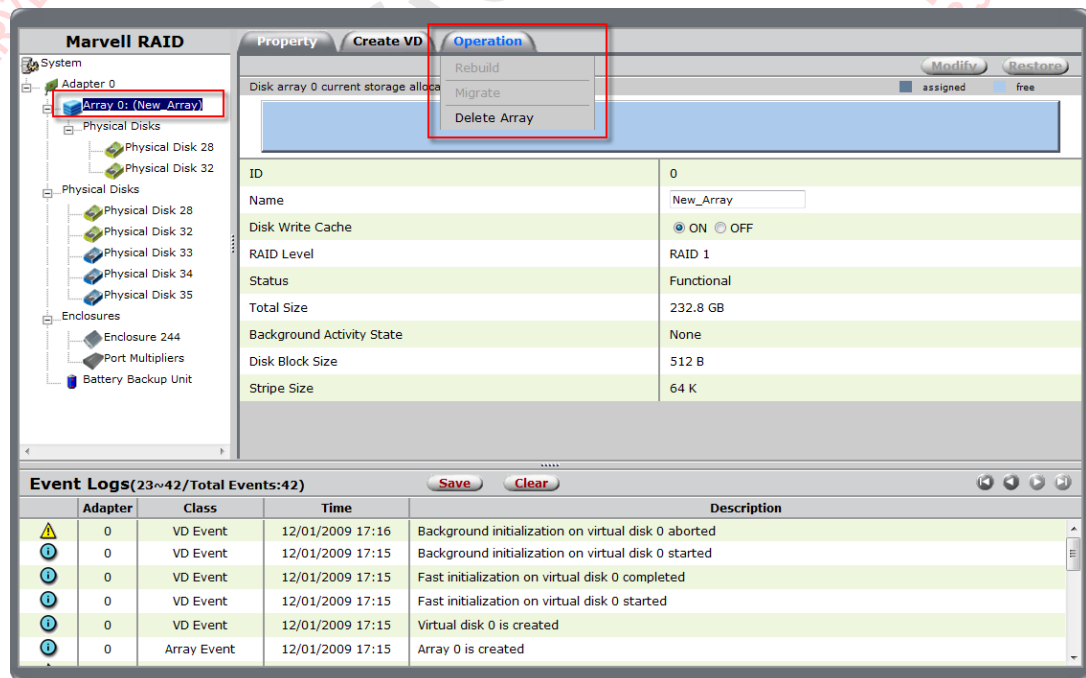 Marvell RAID
Property Create VD Operation
System
Adapter 0
Array 0: (New_Array)
Physical Disks
Physical Disk 28
Physical Disk 32
Physical Disks
Physical Disk 28
Physical Disk 32
Physical Disk 33
Physical Disk 34
Physical Disk 35
Enclosures
Enclosure 244
Port Multipliers
Battery Backup Unit
Rebuild
Migrate
Delete Array
Modify Restore
Disk array 0 current storage alloca
assigned free
ID 0
Name New_Array
Disk Write Cache ON OFF
RAID Level RAID 1
Status Functional
Total Size 232.8 GB
Background Activity State None
Disk Block Size 512 B
Stripe Size 64 K
Event Logs(23~42/Total Events:42) Save Clear
Adapter Class Time Description
0 VD Event 12/01/2009 17:16 Background initialization on virtual disk 0 aborted
0 VD Event 12/01/2009 17:15 Background initialization on virtual disk 0 started
0 VD Event 12/01/2009 17:15 Fast initialization on virtual disk 0 completed
0 VD Event 12/01/2009 17:15 Fast initialization on virtual disk 0 started
0 VD Event 12/01/2009 17:15 Virtual disk 0 is created
0 Array Event 12/01/2009 17:15 Array 0 is created